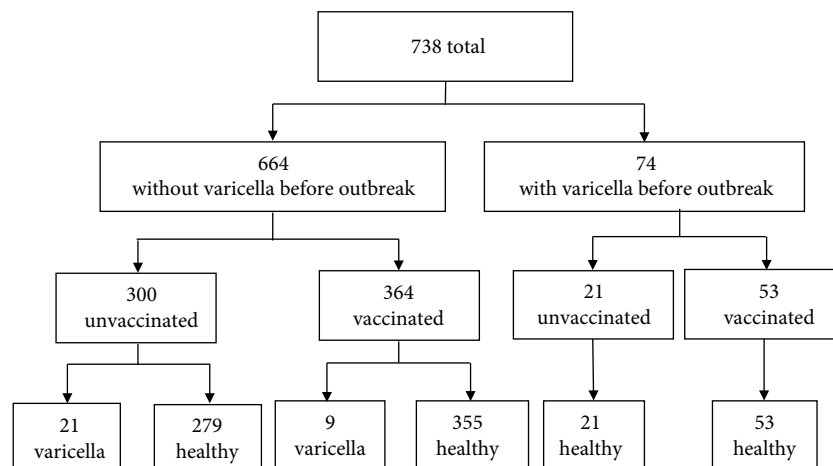 738 total
664
without varicella before outbreak
74
with varicella before outbreak
300
unvaccinated
364
vaccinated
21
unvaccinated
53
vaccinated
21
varicella
279
healthy
9
varicella
355
healthy
21
healthy
53
healthy